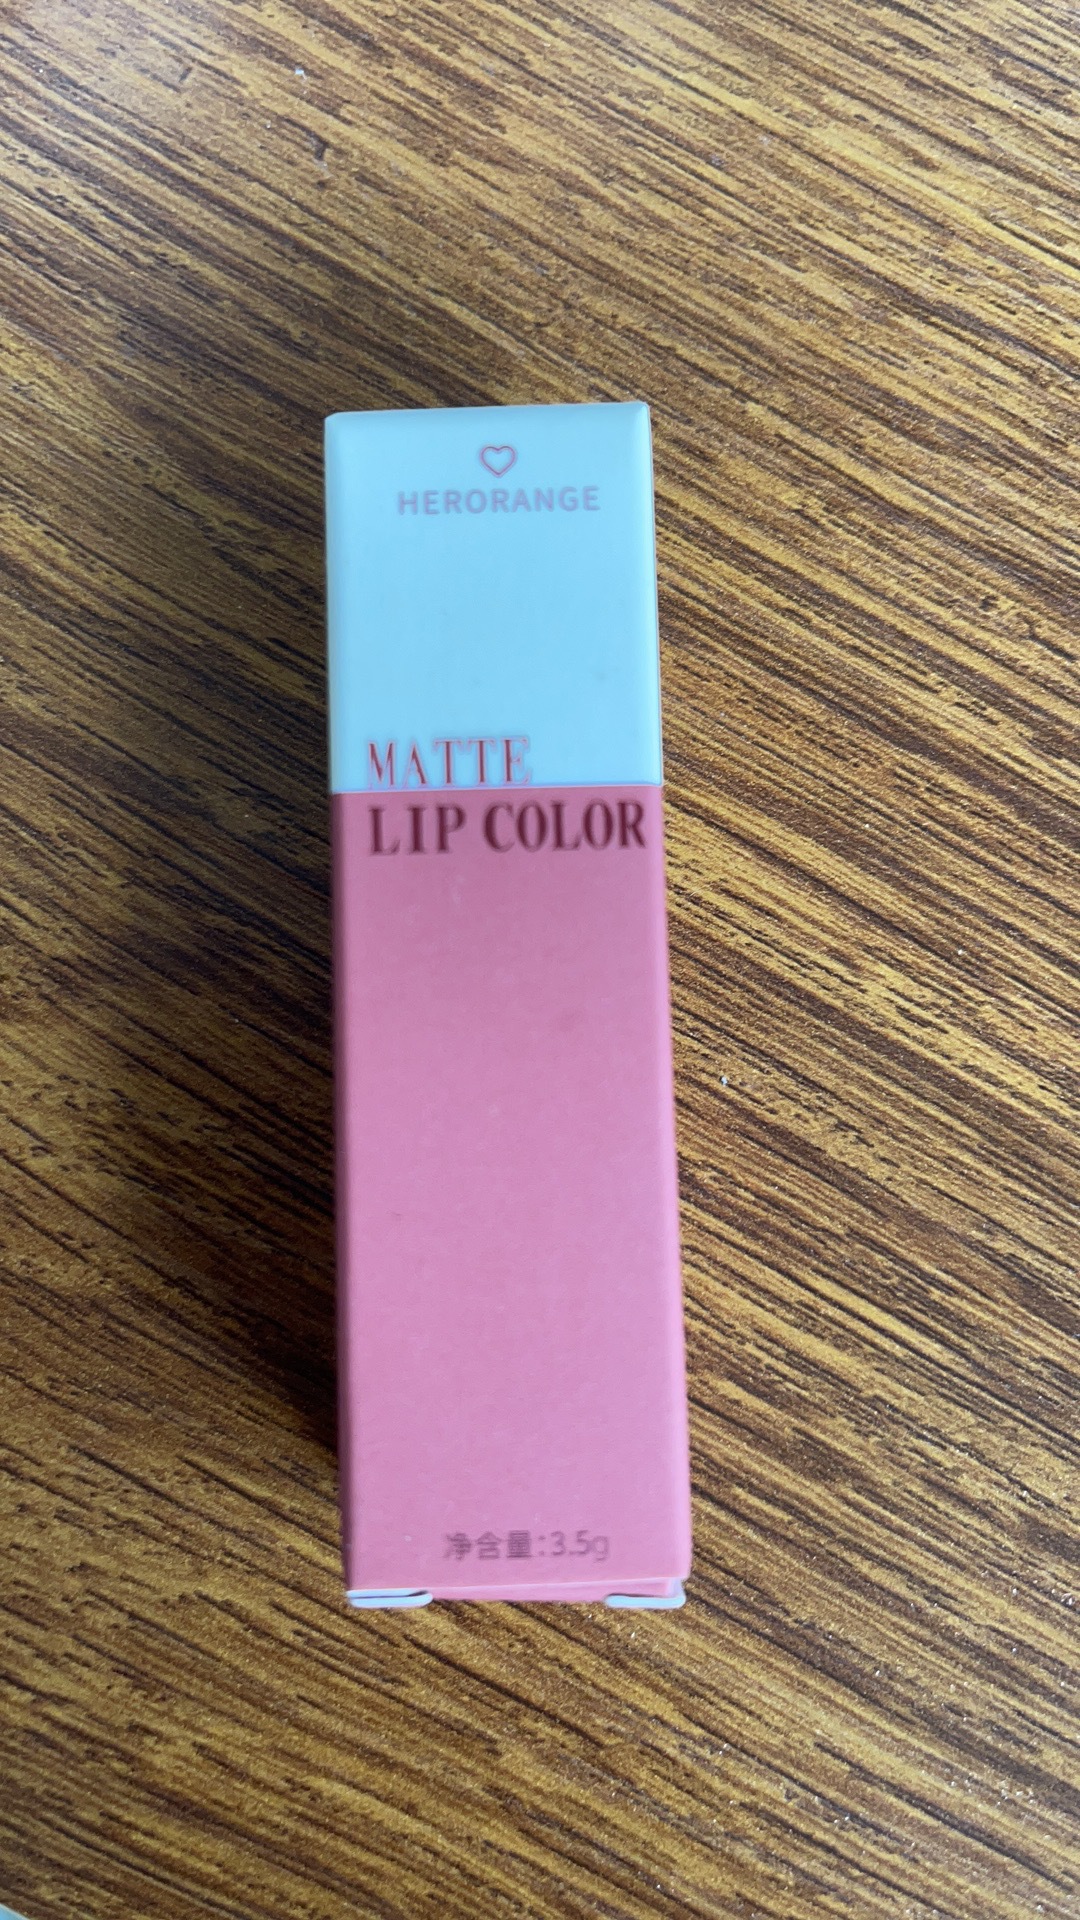 HERORANGE
MATTE
LIP COLOR
净含量:3.5g